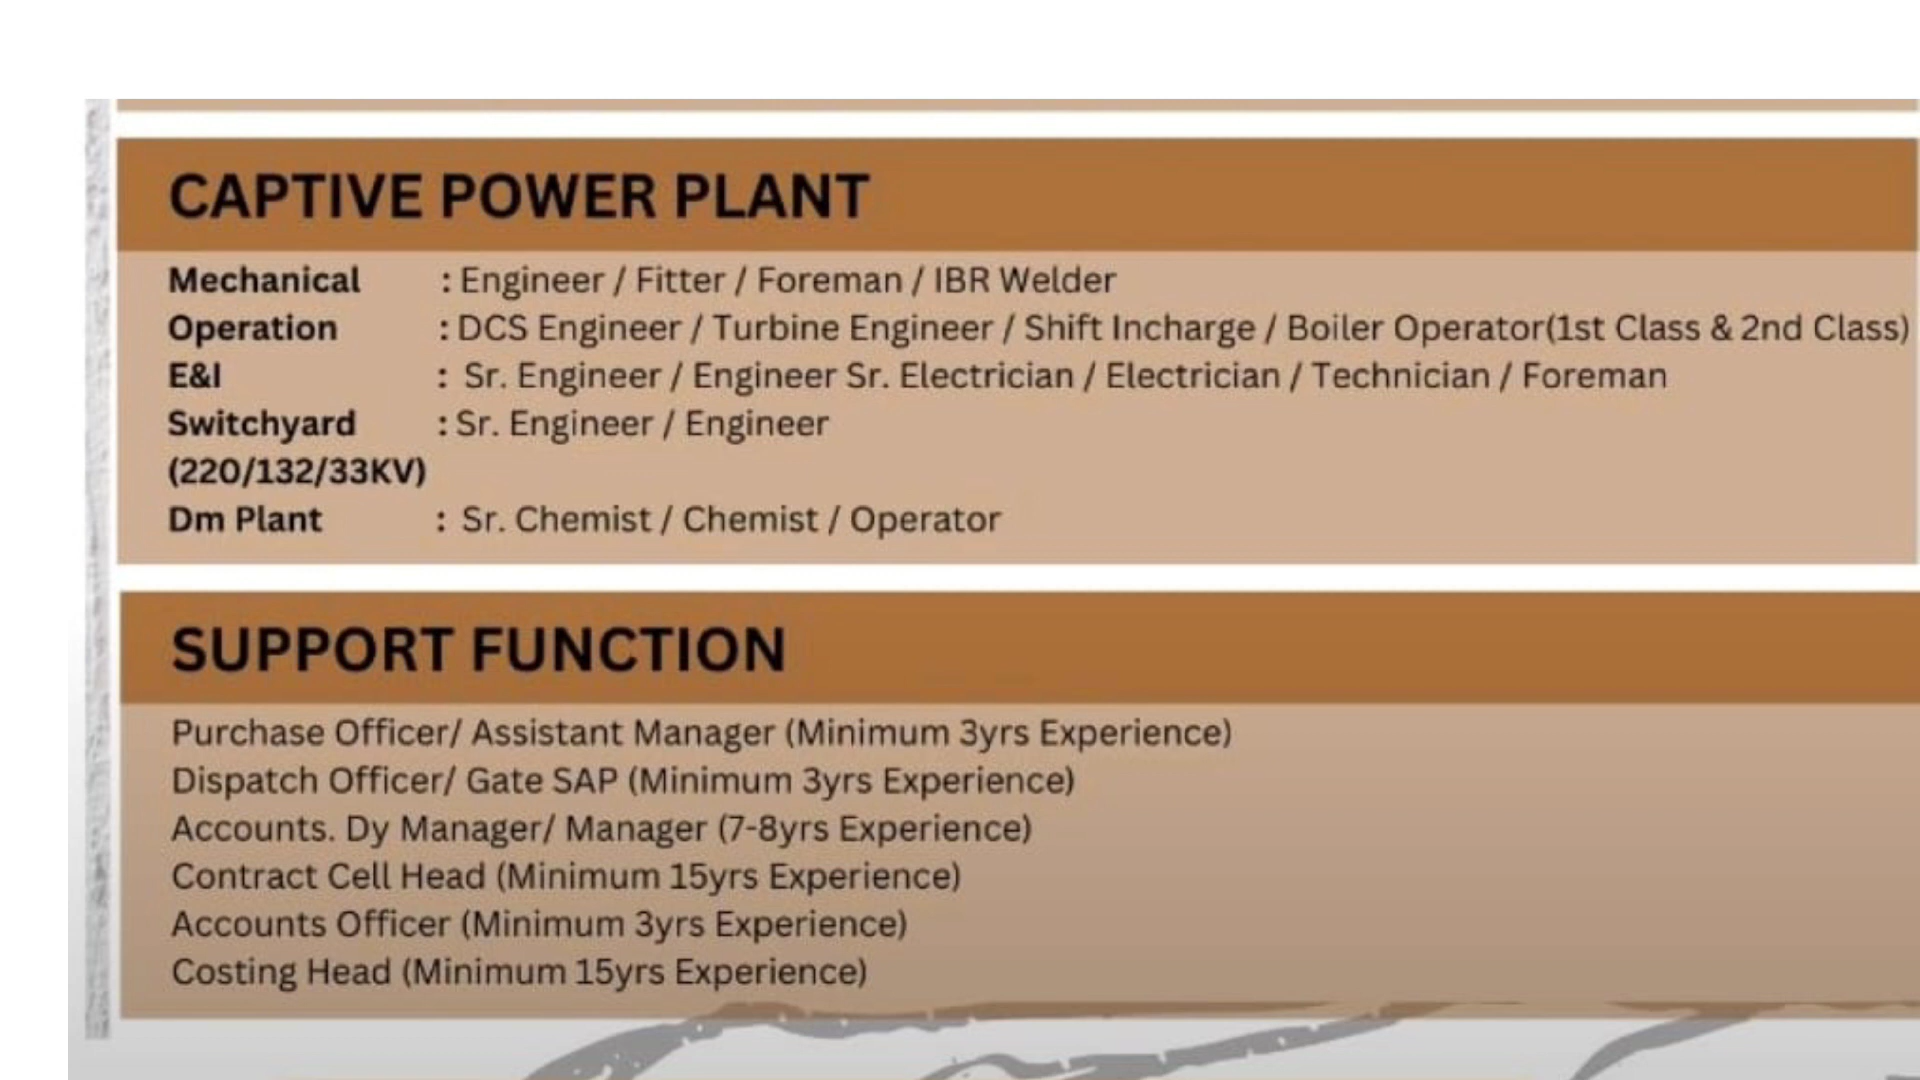 CAPTIVE POWER PLANT
Mechanical : Engineer / Fitter / Foreman / IBR Welder
Operation : DCS Engineer / Turbine Engineer / Shift Incharge / Boiler Operator(1st Class & 2nd Class)
E&I : Sr. Engineer / Engineer Sr. Electrician / Electrician / Technician / Foreman
Switchyard : Sr. Engineer / Engineer
(220/132/33KV)
Dm Plant : Sr. Chemist / Chemist / Operator
SUPPORT FUNCTION
Purchase Officer/ Assistant Manager (Minimum 3yrs Experience)
Dispatch Officer/ Gate SAP (Minimum 3yrs Experience)
Accounts. Dy Manager/ Manager (7-8yrs Experience)
Contract Cell Head (Minimum 15yrs Experience)
Accounts Officer (Minimum 3yrs Experience)
Costing Head (Minimum 15yrs Experience)